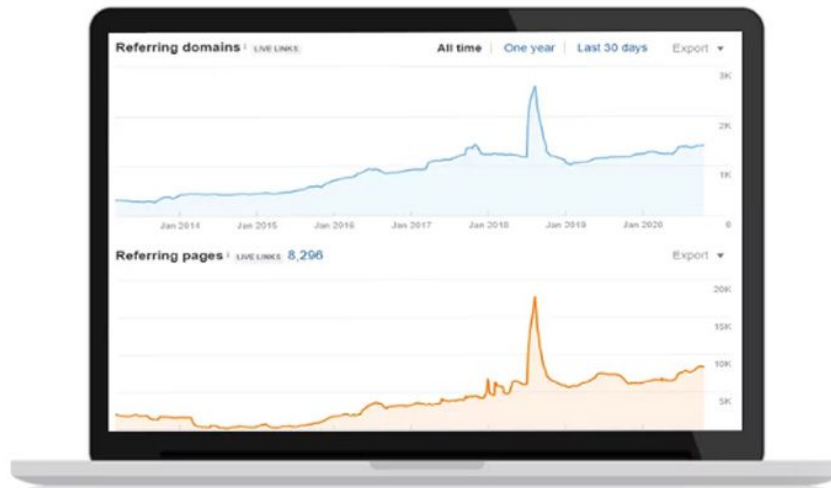 Referring domains i LIVE LINKS All time One year Last 30 days Export
3K
2K
1K
Jan 2014 Jan 2015 Jan 2016 Jan 2017 Jan 2018 Jan 2019 Jan 2020 0
Referring pages i LIVE LINKS 8,296 Export
20K
15K
10K
5K